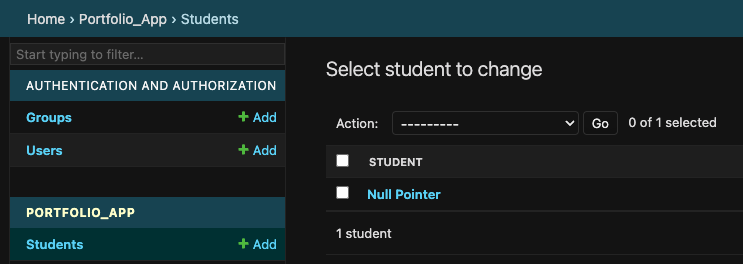 Home › Portfolio_App › Students
Start typing to filter...
AUTHENTICATION AND AUTHORIZATION
Groups + Add
Users + Add
PORTFOLIO_APP
Students + Add
Select student to change
Action: --------- Go 0 of 1 selected
STUDENT
Null Pointer
1 student